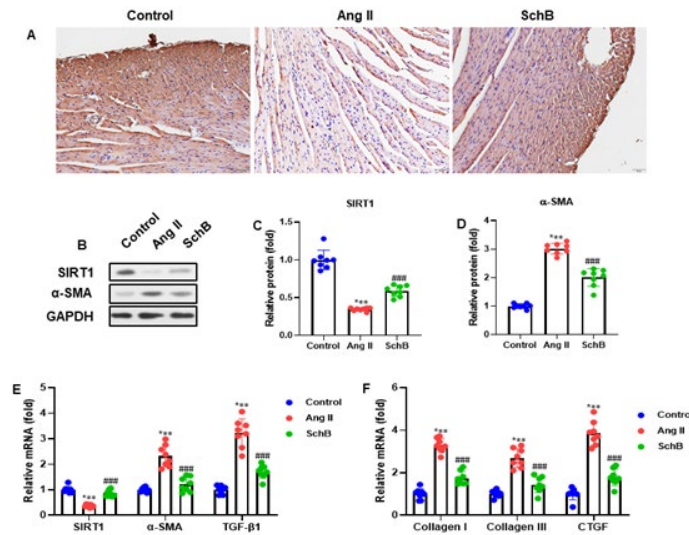 Control Ang II SchB
A
B
Control Ang II SchB
SIRT1
α-SMA
GAPDH
C
SIRT1
Relative protein (fold)
1.5
1.0
0.5
0.0
***
###
Control Ang II SchB
D
α-SMA
Relative protein (fold)
4
3
2
1
0
***
###
Control Ang II SchB
E
Relative mRNA (fold)
5
4
3
2
1
0
***
###
***
###
***
###
SIRT1 α-SMA TGF-β1
Control
Ang II
SchB
F
Relative mRNA (fold)
6
4
2
0
***
###
***
###
***
###
Collagen I Collagen III CTGF
Control
Ang II
SchB